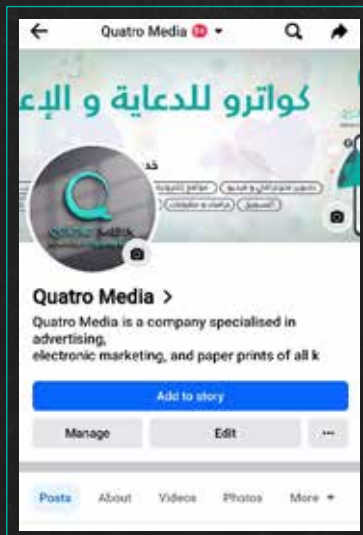 Quatro Media 9+
كواترو للدعاية و الإع
Quatro Media >
Quatro Media is a company specialised in
advertising,
electronic marketing, and paper prints of all k
Add to story
Manage Edit ...
Posts About Videos Photos More